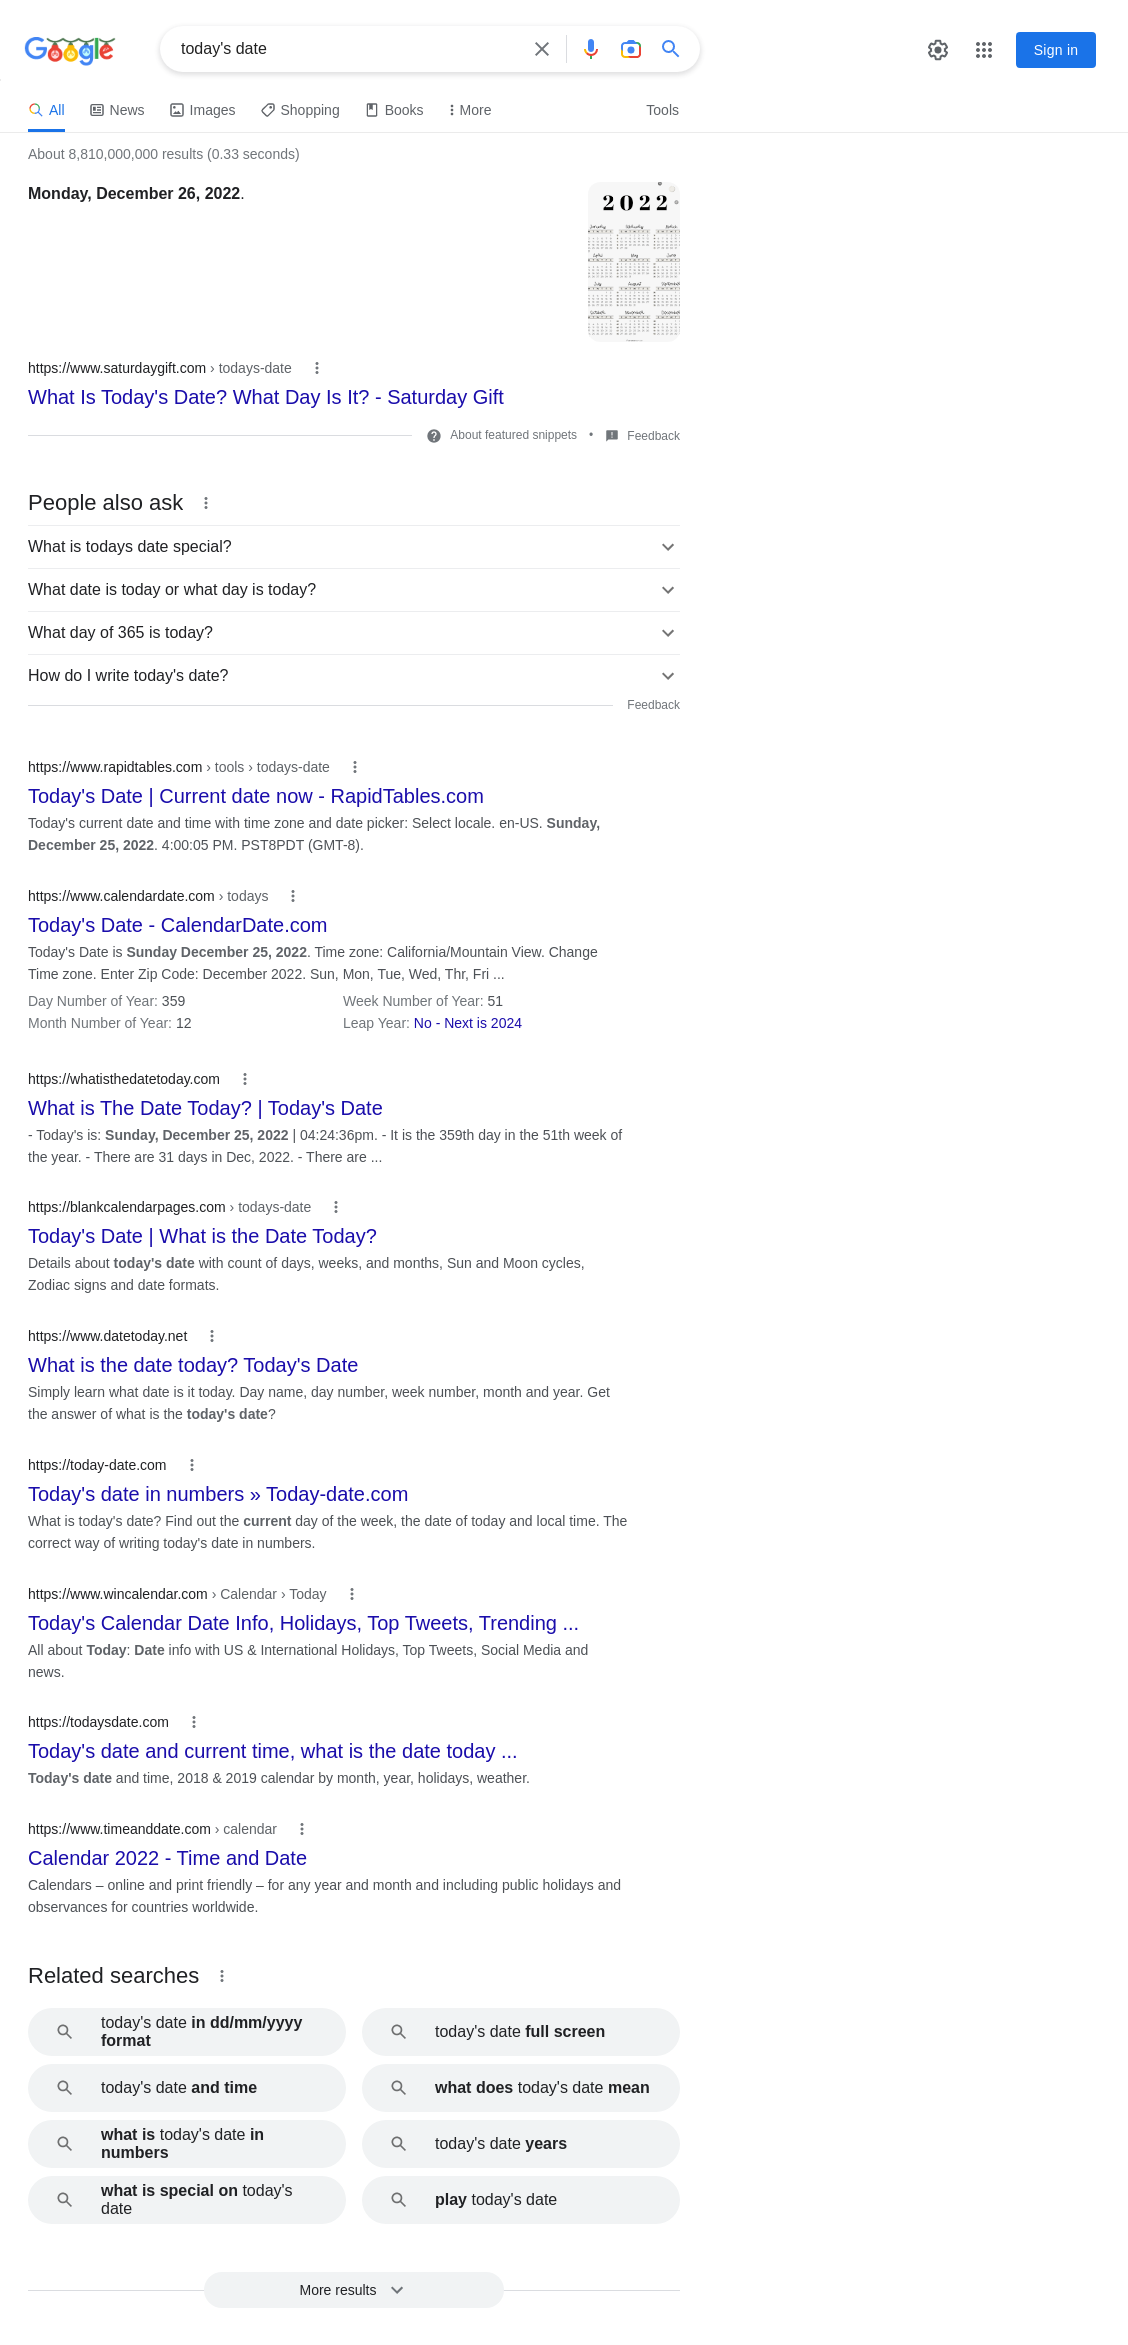 Google
today's date
Sign in
All
News
Images
Shopping
Books
More
Tools
About 8,810,000,000 results (0.33 seconds)
Monday, December 26, 2022.
2022
https://www.saturdaygift.com › todays-date
What Is Today's Date? What Day Is It? - Saturday Gift
About featured snippets • Feedback
People also ask
What is todays date special?
What date is today or what day is today?
What day of 365 is today?
How do I write today's date?
Feedback
https://www.rapidtables.com › tools › todays-date
Today's Date | Current date now - RapidTables.com
Today's current date and time with time zone and date picker: Select locale. en-US. Sunday,
December 25, 2022. 4:00:05 PM. PST8PDT (GMT-8).
https://www.calendardate.com › todays
Today's Date - CalendarDate.com
Today's Date is Sunday December 25, 2022. Time zone: California/Mountain View. Change
Time zone. Enter Zip Code: December 2022. Sun, Mon, Tue, Wed, Thr, Fri ...
Day Number of Year: 359
Week Number of Year: 51
Month Number of Year: 12
Leap Year: No - Next is 2024
https://whatisthedatetoday.com
What is The Date Today? | Today's Date
- Today's is: Sunday, December 25, 2022 | 04:24:36pm. - It is the 359th day in the 51th week of
the year. - There are 31 days in Dec, 2022. - There are ...
https://blankcalendarpages.com › todays-date
Today's Date | What is the Date Today?
Details about today's date with count of days, weeks, and months, Sun and Moon cycles,
Zodiac signs and date formats.
https://www.datetoday.net
What is the date today? Today's Date
Simply learn what date is it today. Day name, day number, week number, month and year. Get
the answer of what is the today's date?
https://today-date.com
Today's date in numbers » Today-date.com
What is today's date? Find out the current day of the week, the date of today and local time. The
correct way of writing today's date in numbers.
https://www.wincalendar.com › Calendar › Today
Today's Calendar Date Info, Holidays, Top Tweets, Trending ...
All about Today: Date info with US & International Holidays, Top Tweets, Social Media and
news.
https://todaysdate.com
Today's date and current time, what is the date today ...
Today's date and time, 2018 & 2019 calendar by month, year, holidays, weather.
https://www.timeanddate.com › calendar
Calendar 2022 - Time and Date
Calendars – online and print friendly – for any year and month and including public holidays and
observances for countries worldwide.
Related searches
today's date in dd/mm/yyyy
format
today's date full screen
today's date and time
what does today's date mean
what is today's date in
numbers
today's date years
what is special on today's
date
play today's date
More results